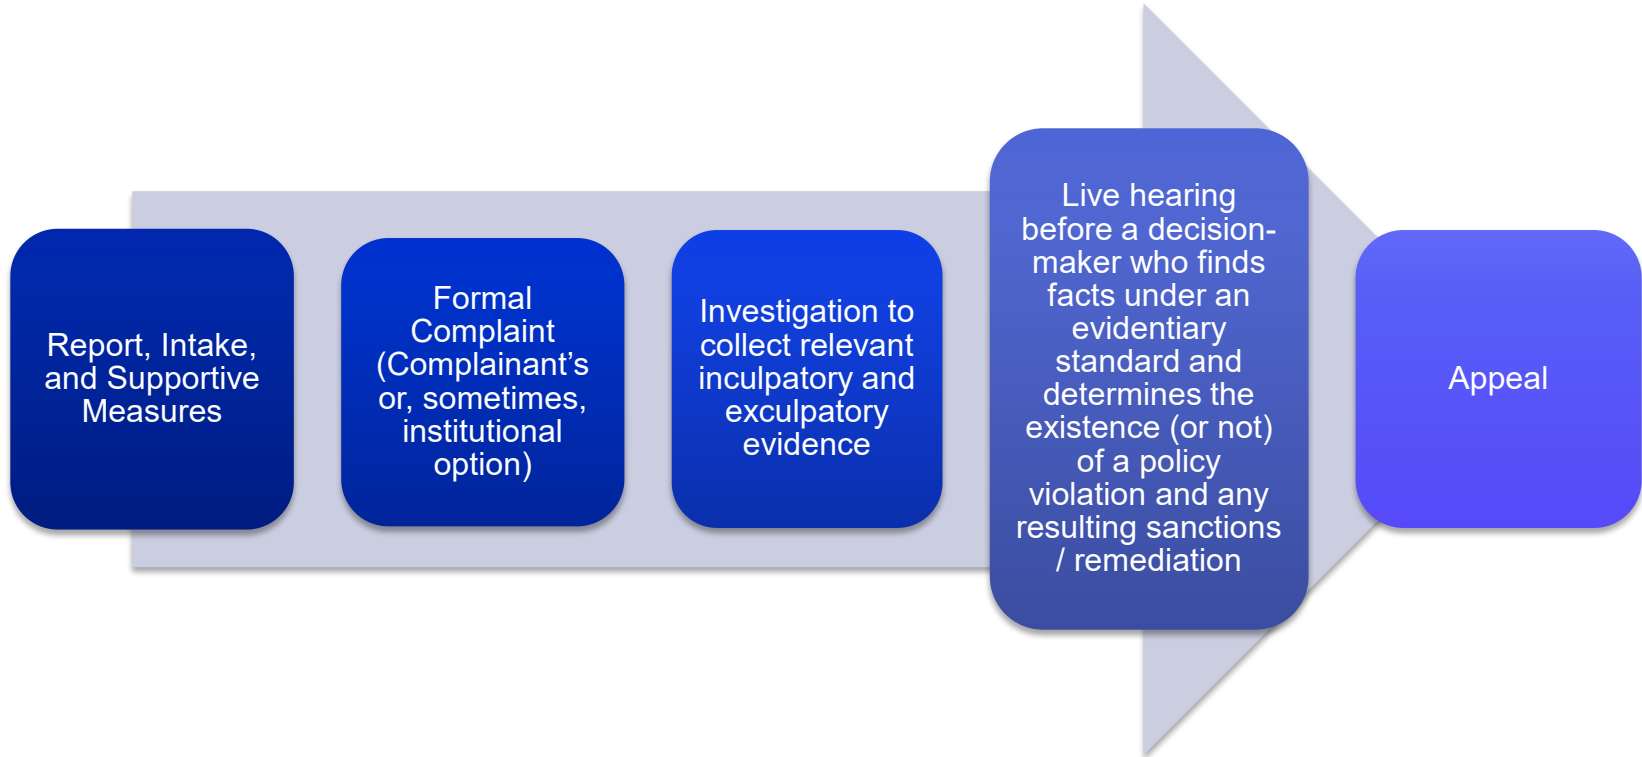 Report, Intake,
and Supportive
Measures
Formal
Complaint
(Complainant’s
or, sometimes,
institutional
option)
Investigation to
collect relevant
inculpatory and
exculpatory
evidence
Live hearing
before a decision-
maker who finds
facts under an
evidentiary
standard and
determines the
existence (or not)
of a policy
violation and any
resulting sanctions
/ remediation
Appeal